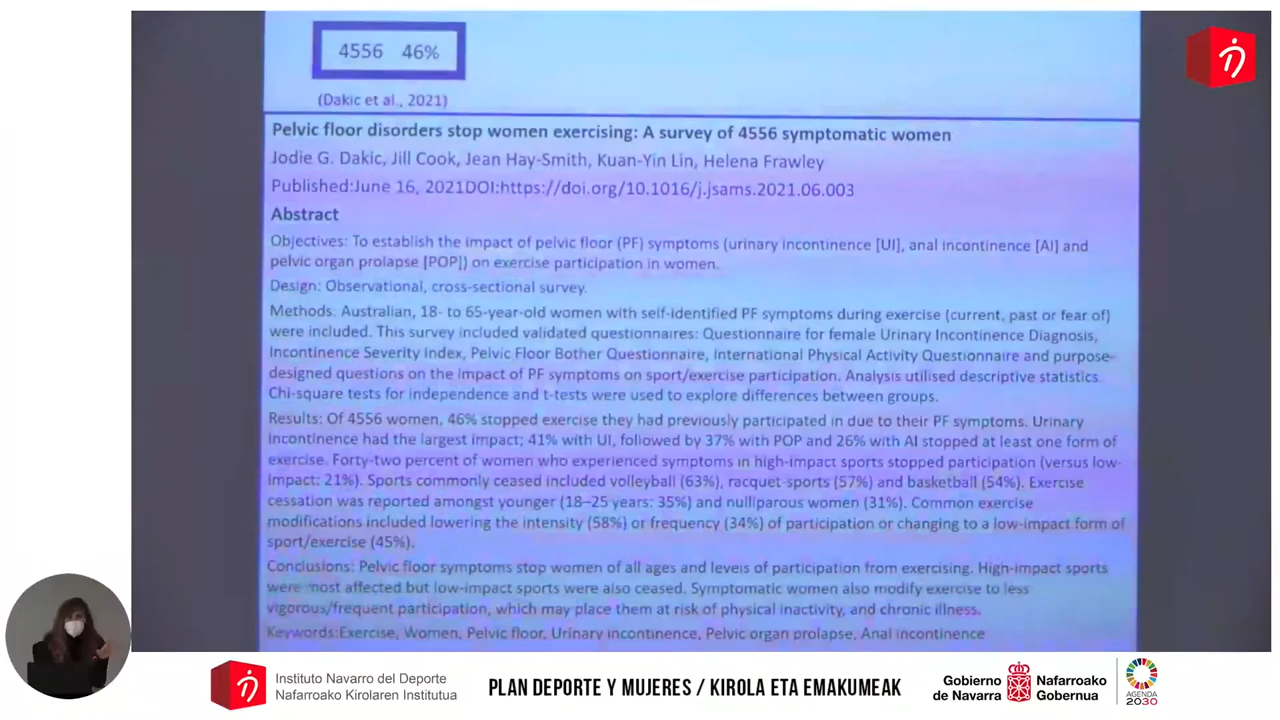 4556 46%
(Dakic et al., 2021)
Pelvic floor disorders stop women exercising: A survey of 4556 symptomatic women
Jodie G. Dakic, Jill Cook, Jean Hay-Smith, Kuan-Yin Lin, Helena Frawley
Published:June 16, 2021DOI:https://doi.org/10.1016/j.jsams.2021.06.003
Abstract
Objectives: To establish the impact of pelvic floor (PF) symptoms (urinary incontinence [UI], anal incontinence [AI] and
pelvic organ prolapse [POP]) on exercise participation in women.
Design: Observational, cross-sectional survey.
Methods: Australian, 18- to 65-year-old women with self-identified PF symptoms during exercise (current, past or fear of)
were included. This survey included validated questionnaires: Questionnaire for female Urinary Incontinence Diagnosis,
Incontinence Severity Index, Pelvic Floor Bother Questionnaire, International Physical Activity Questionnaire and purpose-
designed questions on the impact of PF symptoms on sport/exercise participation. Analysis utilised descriptive statistics.
Chi-square tests for independence and t-tests were used to explore differences between groups.
Results: Of 4556 women, 46% stopped exercise they had previously participated in due to their PF symptoms. Urinary
incontinence had the largest impact; 41% with UI, followed by 37% with POP and 26% with AI stopped at least one form of
exercise. Forty-two percent of women who experienced symptoms in high-impact sports stopped participation (versus low-
impact: 21%). Sports commonly ceased included volleyball (63%), racquet-sports (57%) and basketball (54%). Exercise
cessation was reported amongst younger (18–25 years: 35%) and nulliparous women (31%). Common exercise
modifications included lowering the intensity (58%) or frequency (34%) of participation or changing to a low-impact form of
sport/exercise (45%).
Conclusions: Pelvic floor symptoms stop women of all ages and levels of participation from exercising. High-impact sports
were most affected but low-impact sports were also ceased. Symptomatic women also modify exercise to less
vigorous/frequent participation, which may place them at risk of physical inactivity, and chronic illness.
Keywords:Exercise, Women, Pelvic floor, Urinary incontinence, Pelvic organ prolapse, Anal incontinence
Instituto Navarro del Deporte
Nafarroako Kirolaren Institutua
PLAN DEPORTE Y MUJERES / KIROLA ETA EMAKUMEAK
Gobierno de Navarra
Nafarroako Gobernua
AGENDA 2030